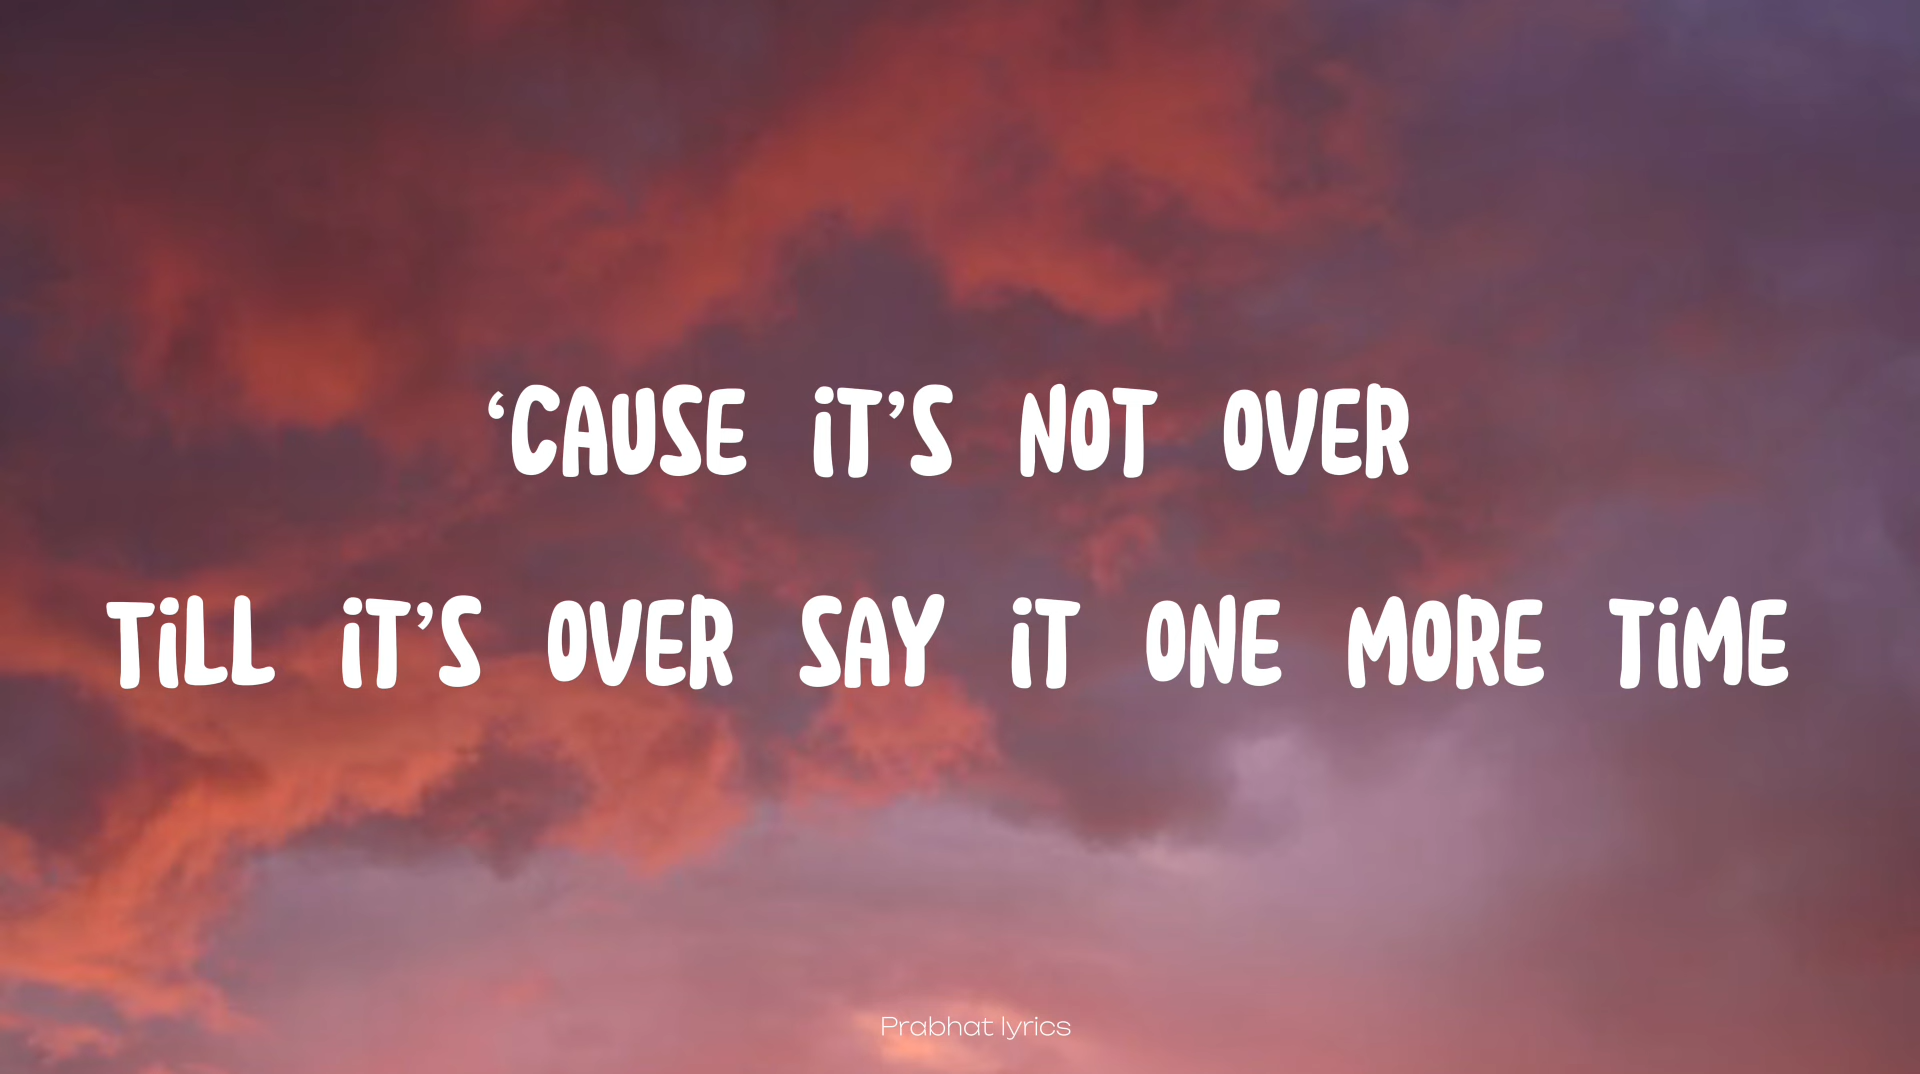 ‘CAUSE iT’S NOT OVER
TiLL iT’S OVER SAY iT ONE MORE TiME
Prabhat lyrics